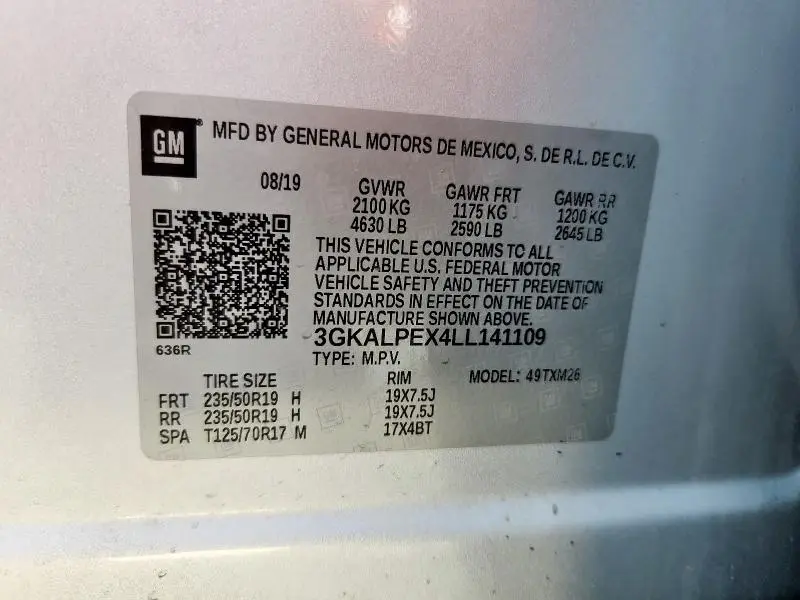 GM® MFD BY GENERAL MOTORS DE MEXICO, S. DE R.L. DE C.V.
08/19 GVWR GAWR FRT GAWR RR
2100 KG 1175 KG 1200 KG
4630 LB 2590 LB 2645 LB
THIS VEHICLE CONFORMS TO ALL
APPLICABLE U.S. FEDERAL MOTOR
VEHICLE SAFETY AND THEFT PREVENTION
STANDARDS IN EFFECT ON THE DATE OF
MANUFACTURE SHOWN ABOVE.
3GKALPEX4LL141109
636R
TYPE: M.P.V.
TIRE SIZE RIM MODEL: 49TXM26
FRT 235/50R19 H 19X7.5J
RR 235/50R19 H 19X7.5J
SPA T125/70R17 M 17X4BT